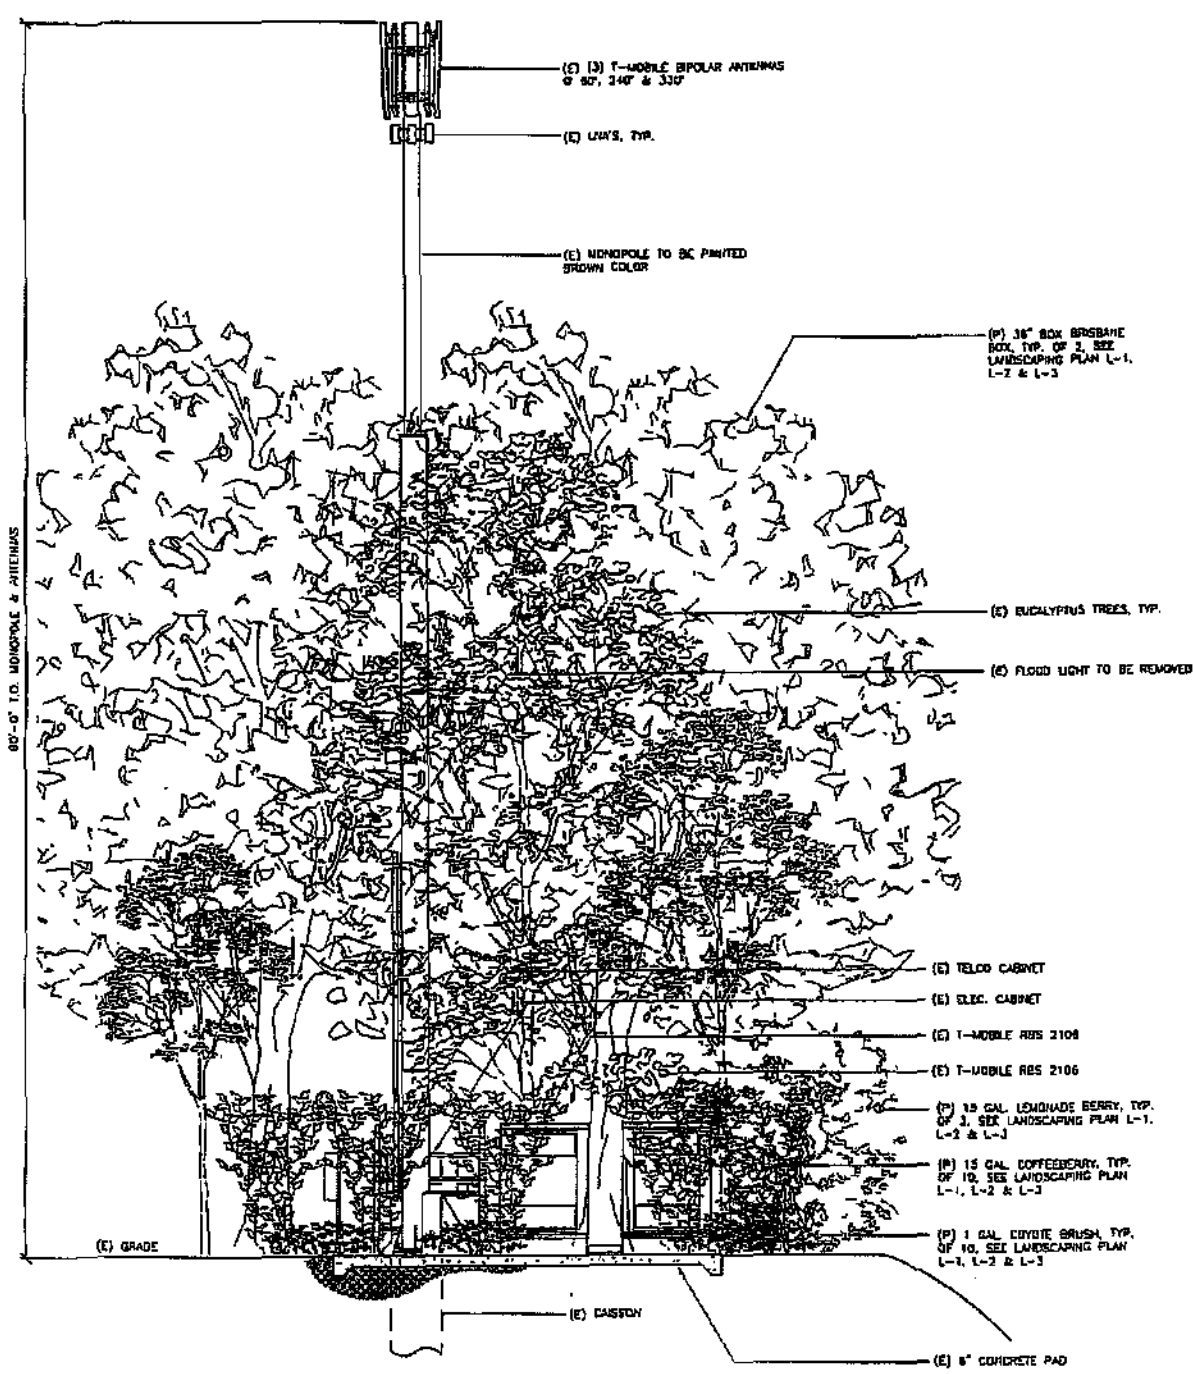 (E) (3) T-MOBILE BIPOLAR ANTENNAS
@ 60°, 240° & 330°
(E) LNA'S, TYP.
(E) MONOPOLE TO BE PAINTED
BROWN COLOR
(P) 36" BOX BRISBANE
BOX, TYP. OF 2, SEE
LANDSCAPING PLAN L-1,
L-2 & L-3
80'-0" T.O. MONOPOLE & ANTENNAS
(E) EUCALYPTUS TREES, TYP.
(E) FLOOD LIGHT TO BE REMOVED
(E) TELCO CABINET
(E) ELEC. CABINET
(E) T-MOBILE RBS 2106
(E) T-MOBILE RBS 2106
(P) 15 GAL. LEMONADE BERRY, TYP.
OF 3, SEE LANDSCAPING PLAN L-1,
L-2 & L-3
(P) 15 GAL. COFFEEBERRY, TYP.
OF 10, SEE LANDSCAPING PLAN
L-1, L-2 & L-3
(P) 1 GAL. COYOTE BRUSH, TYP.
OF 10, SEE LANDSCAPING PLAN
L-1, L-2 & L-3
(E) GRADE
(E) CAISSON
(E) 6" CONCRETE PAD